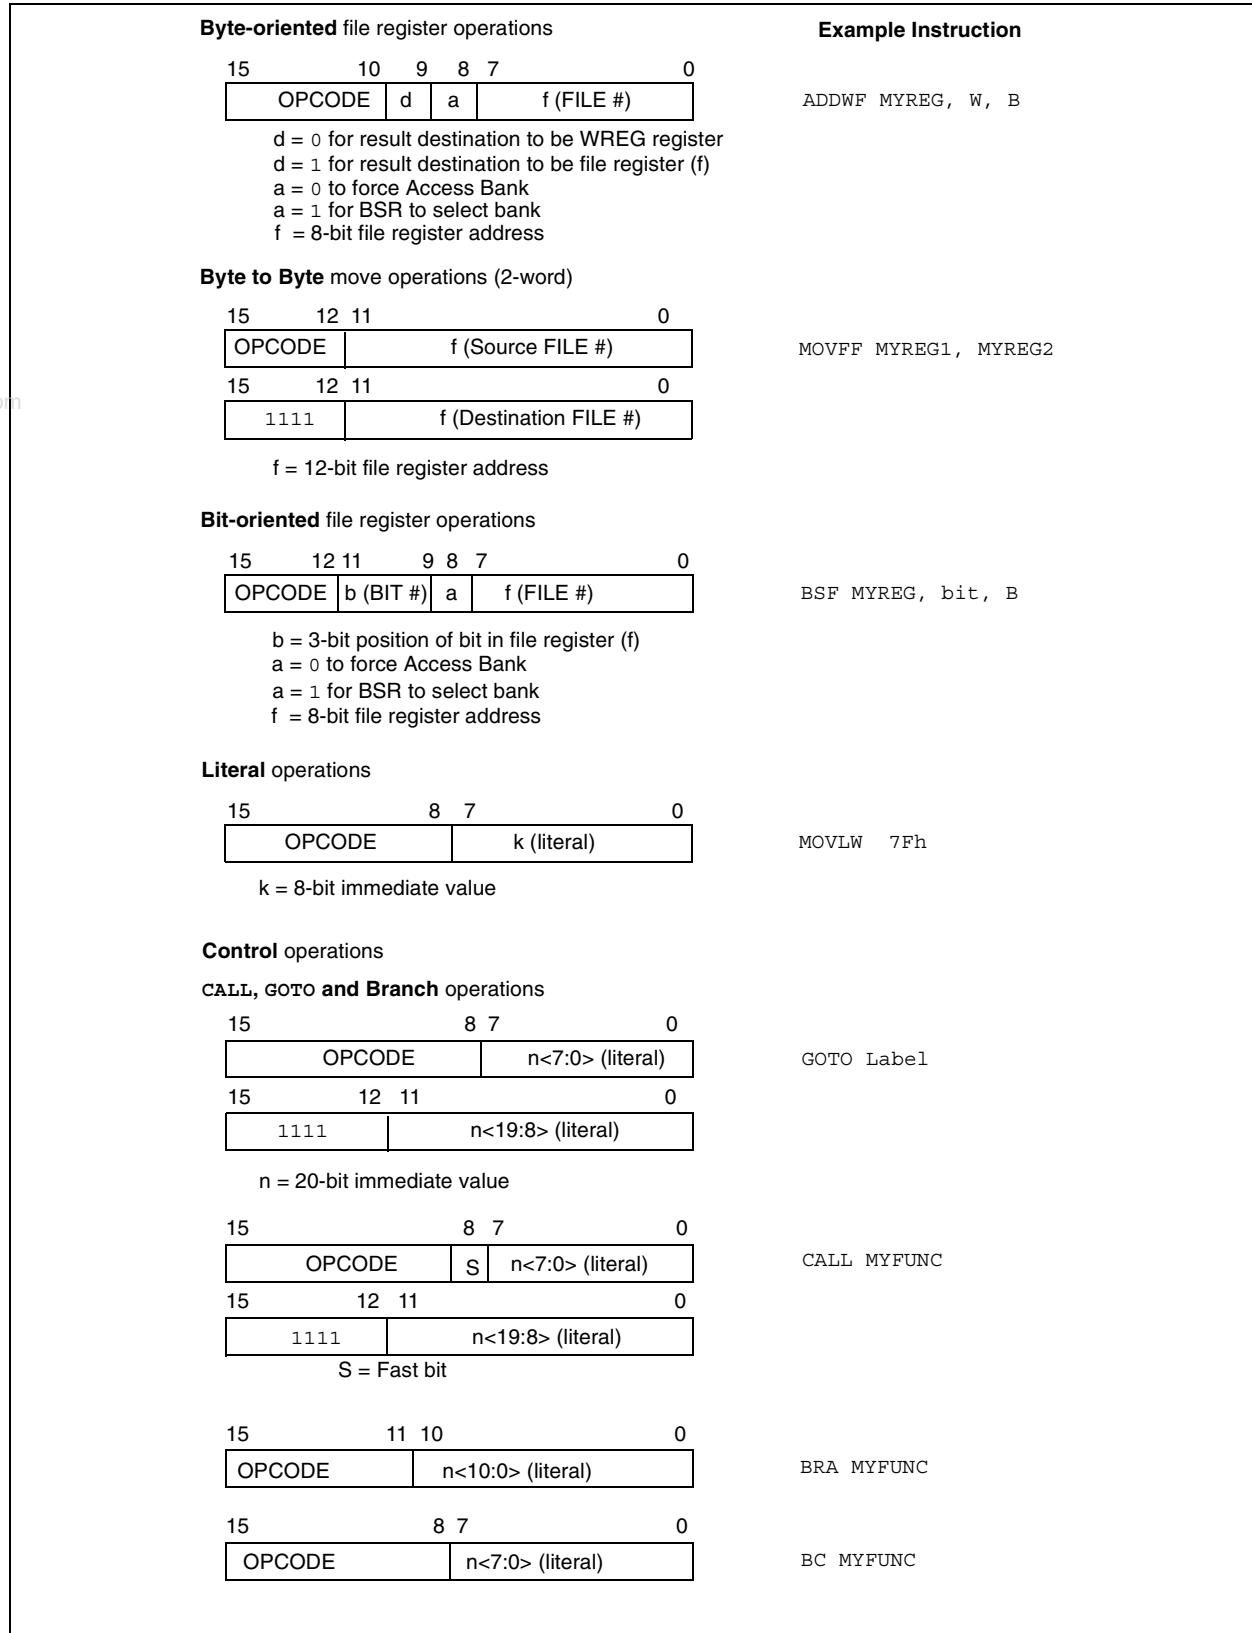 Byte-oriented file register operations
Example Instruction
15 10 9 8 7 0
OPCODE d a f (FILE #)
ADDWF MYREG, W, B
d = 0 for result destination to be WREG register
d = 1 for result destination to be file register (f)
a = 0 to force Access Bank
a = 1 for BSR to select bank
f = 8-bit file register address
Byte to Byte move operations (2-word)
15 12 11 0
OPCODE f (Source FILE #)
MOVFF MYREG1, MYREG2
15 12 11 0
om
1111 f (Destination FILE #)
f = 12-bit file register address
Bit-oriented file register operations
15 12 11 9 8 7 0
OPCODE b (BIT #) a f (FILE #)
BSF MYREG, bit, B
b = 3-bit position of bit in file register (f)
a = 0 to force Access Bank
a = 1 for BSR to select bank
f = 8-bit file register address
Literal operations
15 8 7 0
OPCODE k (literal)
MOVLW 7Fh
k = 8-bit immediate value
Control operations
CALL, GOTO and Branch operations
15 8 7 0
OPCODE n<7:0> (literal)
GOTO Label
15 12 11 0
1111 n<19:8> (literal)
n = 20-bit immediate value
15 8 7 0
OPCODE S n<7:0> (literal)
CALL MYFUNC
15 12 11 0
1111 n<19:8> (literal)
S = Fast bit
15 11 10 0
OPCODE n<10:0> (literal)
BRA MYFUNC
15 8 7 0
OPCODE n<7:0> (literal)
BC MYFUNC